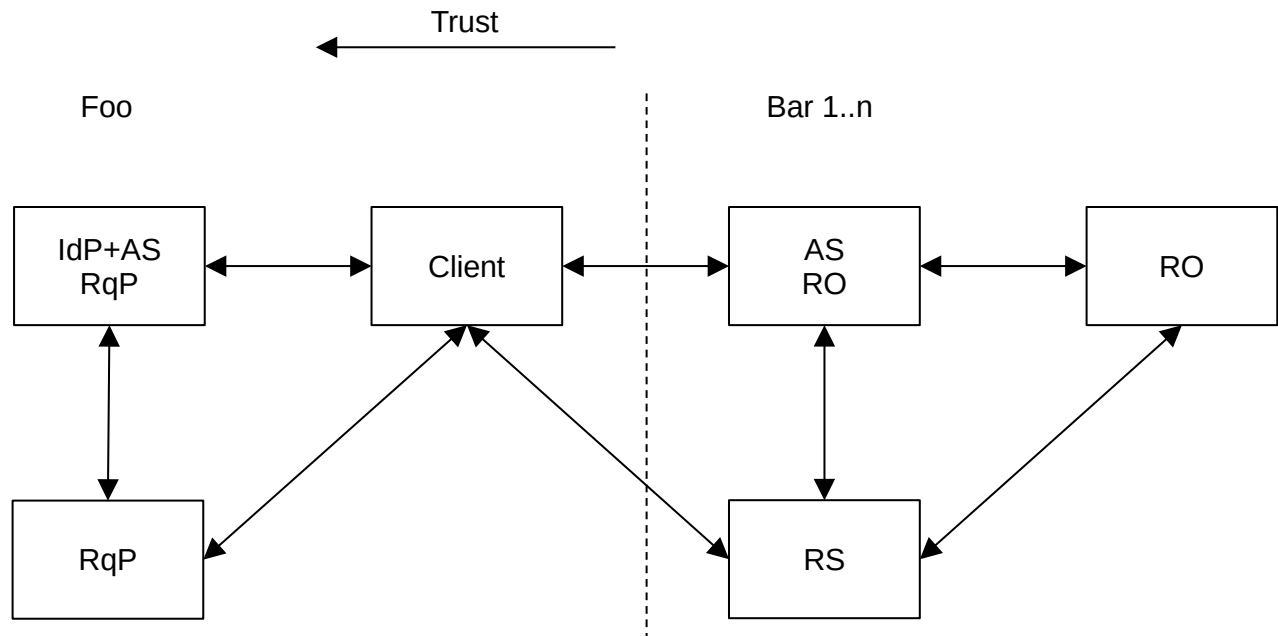 Trust
Foo
Bar 1..n
IdP+AS
RqP
Client
AS
RO
RO
RqP
RS